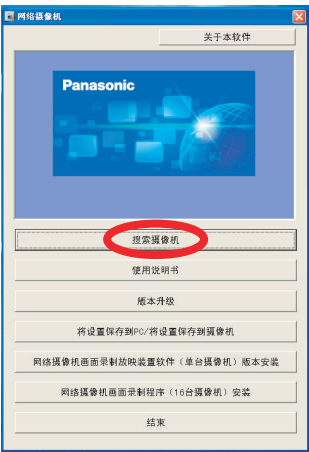 网络摄像机
关于本软件
Panasonic
搜索摄像机
使用说明书
版本升级
将设置保存到PC/将设置保存到摄像机
网络摄像机画面录制放映装置软件（单台摄像机）版本安装
网络摄像机画面录制程序（16台摄像机）安装
结束